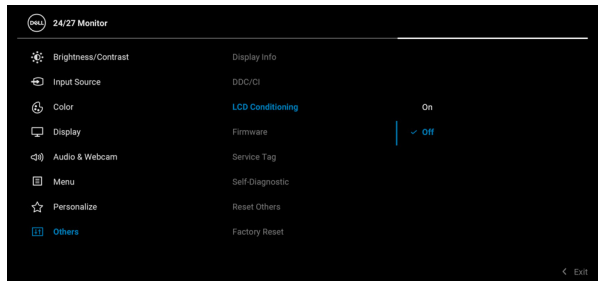 DELL 24/27 Monitor
Brightness/Contrast Display Info
Input Source DDC/CI
Color LCD Conditioning On
Display Firmware Off
Audio & Webcam Service Tag
Menu Self-Diagnostic
Personalize Reset Others
Others Factory Reset
Exit